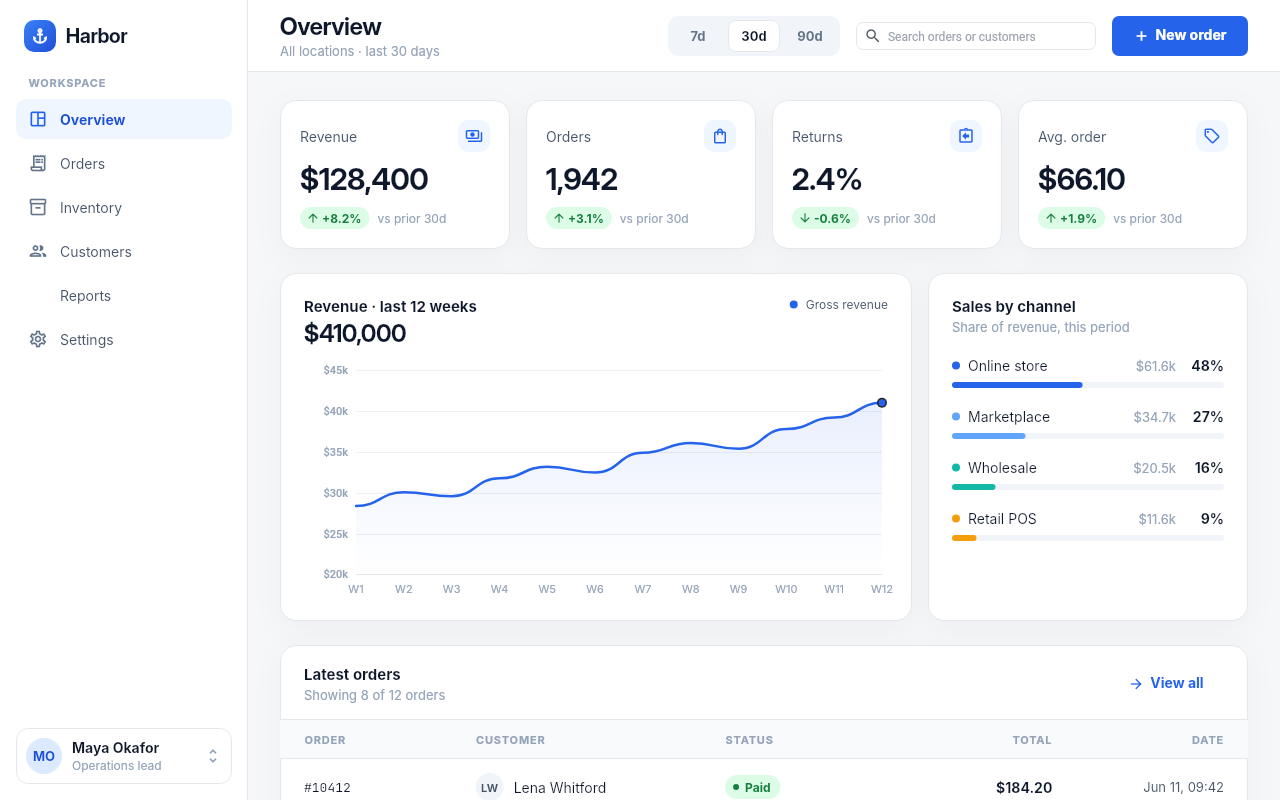 Harbor
WORKSPACE
Overview
Orders
Inventory
Customers
Reports
Settings
MO
Maya Okafor
Operations lead
Overview
All locations · last 30 days
7d 30d 90d
Search orders or customers
New order
Revenue
$128,400
+8.2% vs prior 30d
Orders
1,942
+3.1% vs prior 30d
Returns
2.4%
-0.6% vs prior 30d
Avg. order
$66.10
+1.9% vs prior 30d
Revenue · last 12 weeks
$410,000
Gross revenue
$45k
$40k
$35k
$30k
$25k
$20k
W1 W2 W3 W4 W5 W6 W7 W8 W9 W10 W11 W12
Sales by channel
Share of revenue, this period
Online store $61.6k 48%
Marketplace $34.7k 27%
Wholesale $20.5k 16%
Retail POS $11.6k 9%
Latest orders
Showing 8 of 12 orders
View all
ORDER CUSTOMER STATUS TOTAL DATE
#10412 LW Lena Whitford Paid $184.20 Jun 11, 09:42